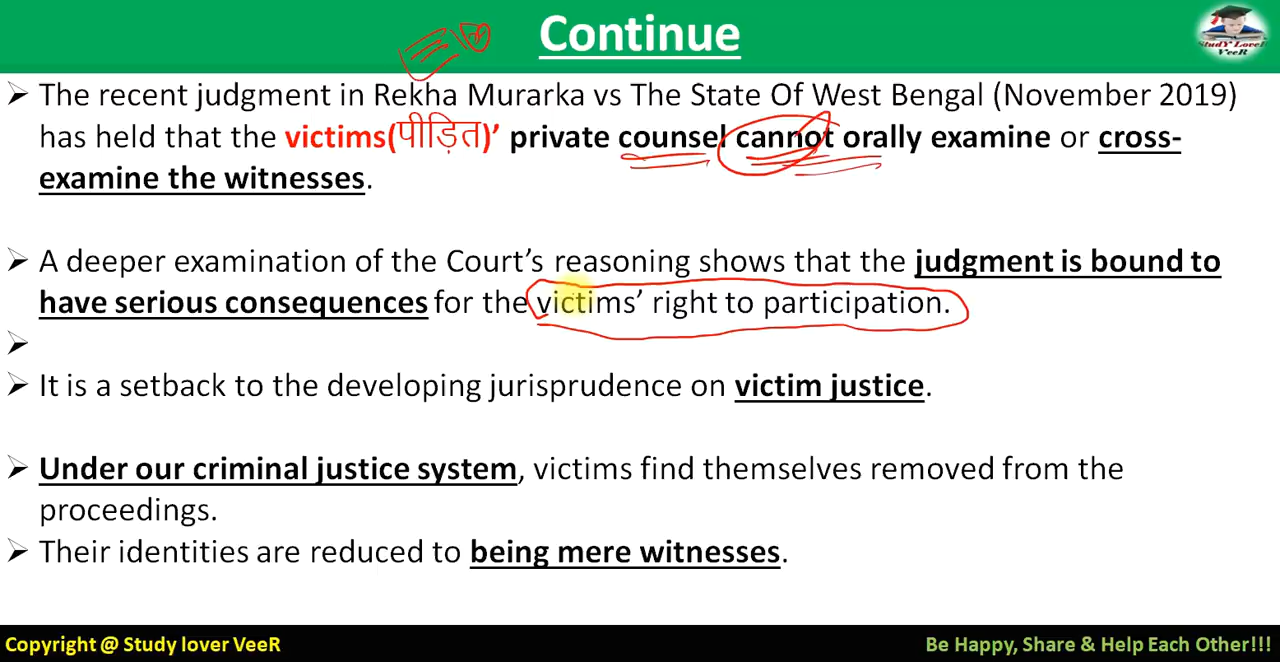 Continue
StudY LoveR
VeeR
➤ The recent judgment in Rekha Murarka vs The State Of West Bengal (November 2019)
has held that the victims(पीड़ित)’ private counsel cannot orally examine or cross-
examine the witnesses.
➤ A deeper examination of the Court’s reasoning shows that the judgment is bound to
have serious consequences for the victims’ right to participation.
➤
➤ It is a setback to the developing jurisprudence on victim justice.
➤ Under our criminal justice system, victims find themselves removed from the
proceedings.
➤ Their identities are reduced to being mere witnesses.
Copyright @ Study lover VeeR
Be Happy, Share & Help Each Other!!!